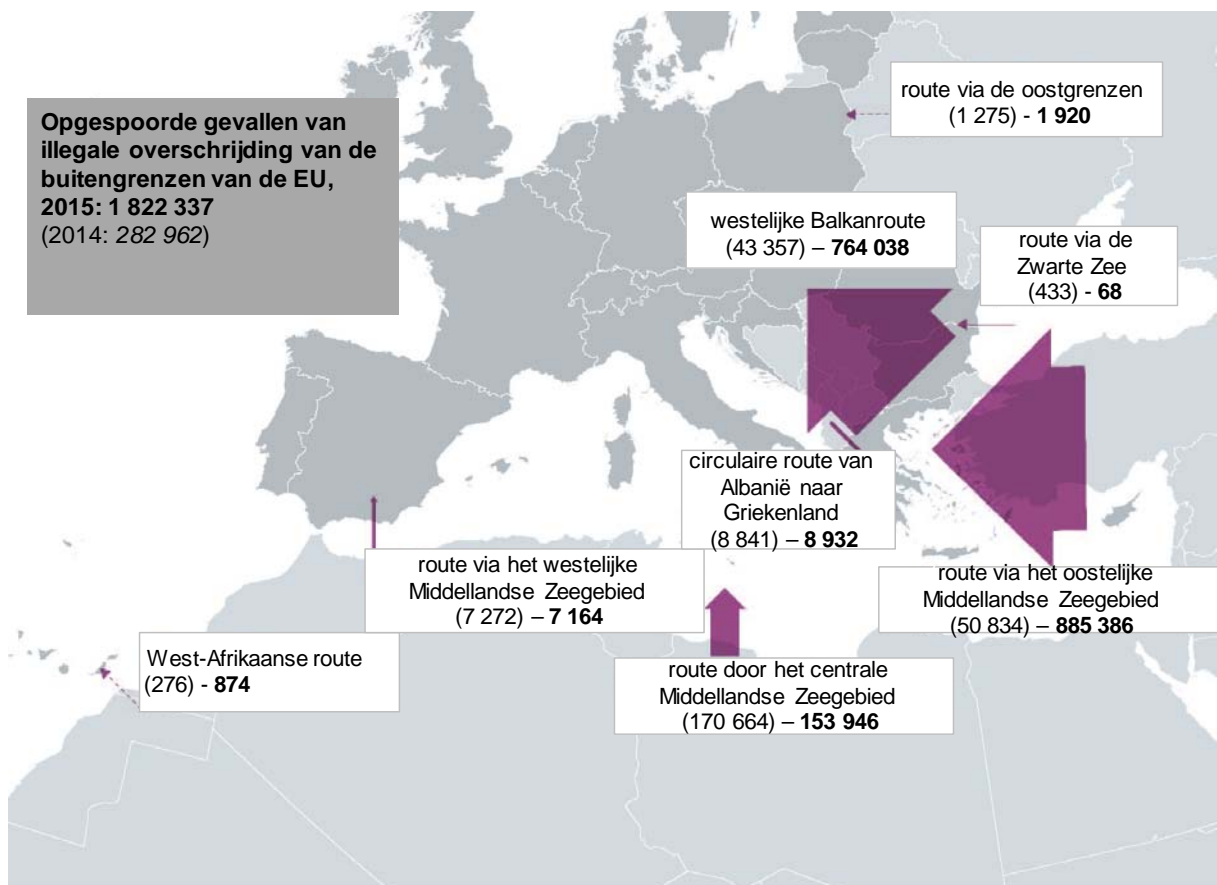 Opgespoorde gevallen van
illegale overschrijding van de
buitengrenzen van de EU,
2015: 1 822 337
(2014: 282 962)
route via de oostgrenzen
(1 275) - 1 920
westelijke Balkanroute
(43 357) – 764 038
route via de
Zwarte Zee
(433) - 68
circulaire route van
Albanië naar
Griekenland
(8 841) – 8 932
route via het westelijke
Middellandse Zeegebied
(7 272) – 7 164
route via het oostelijke
Middellandse Zeegebied
(50 834) – 885 386
West-Afrikaanse route
(276) - 874
route door het centrale
Middellandse Zeegebied
(170 664) – 153 946